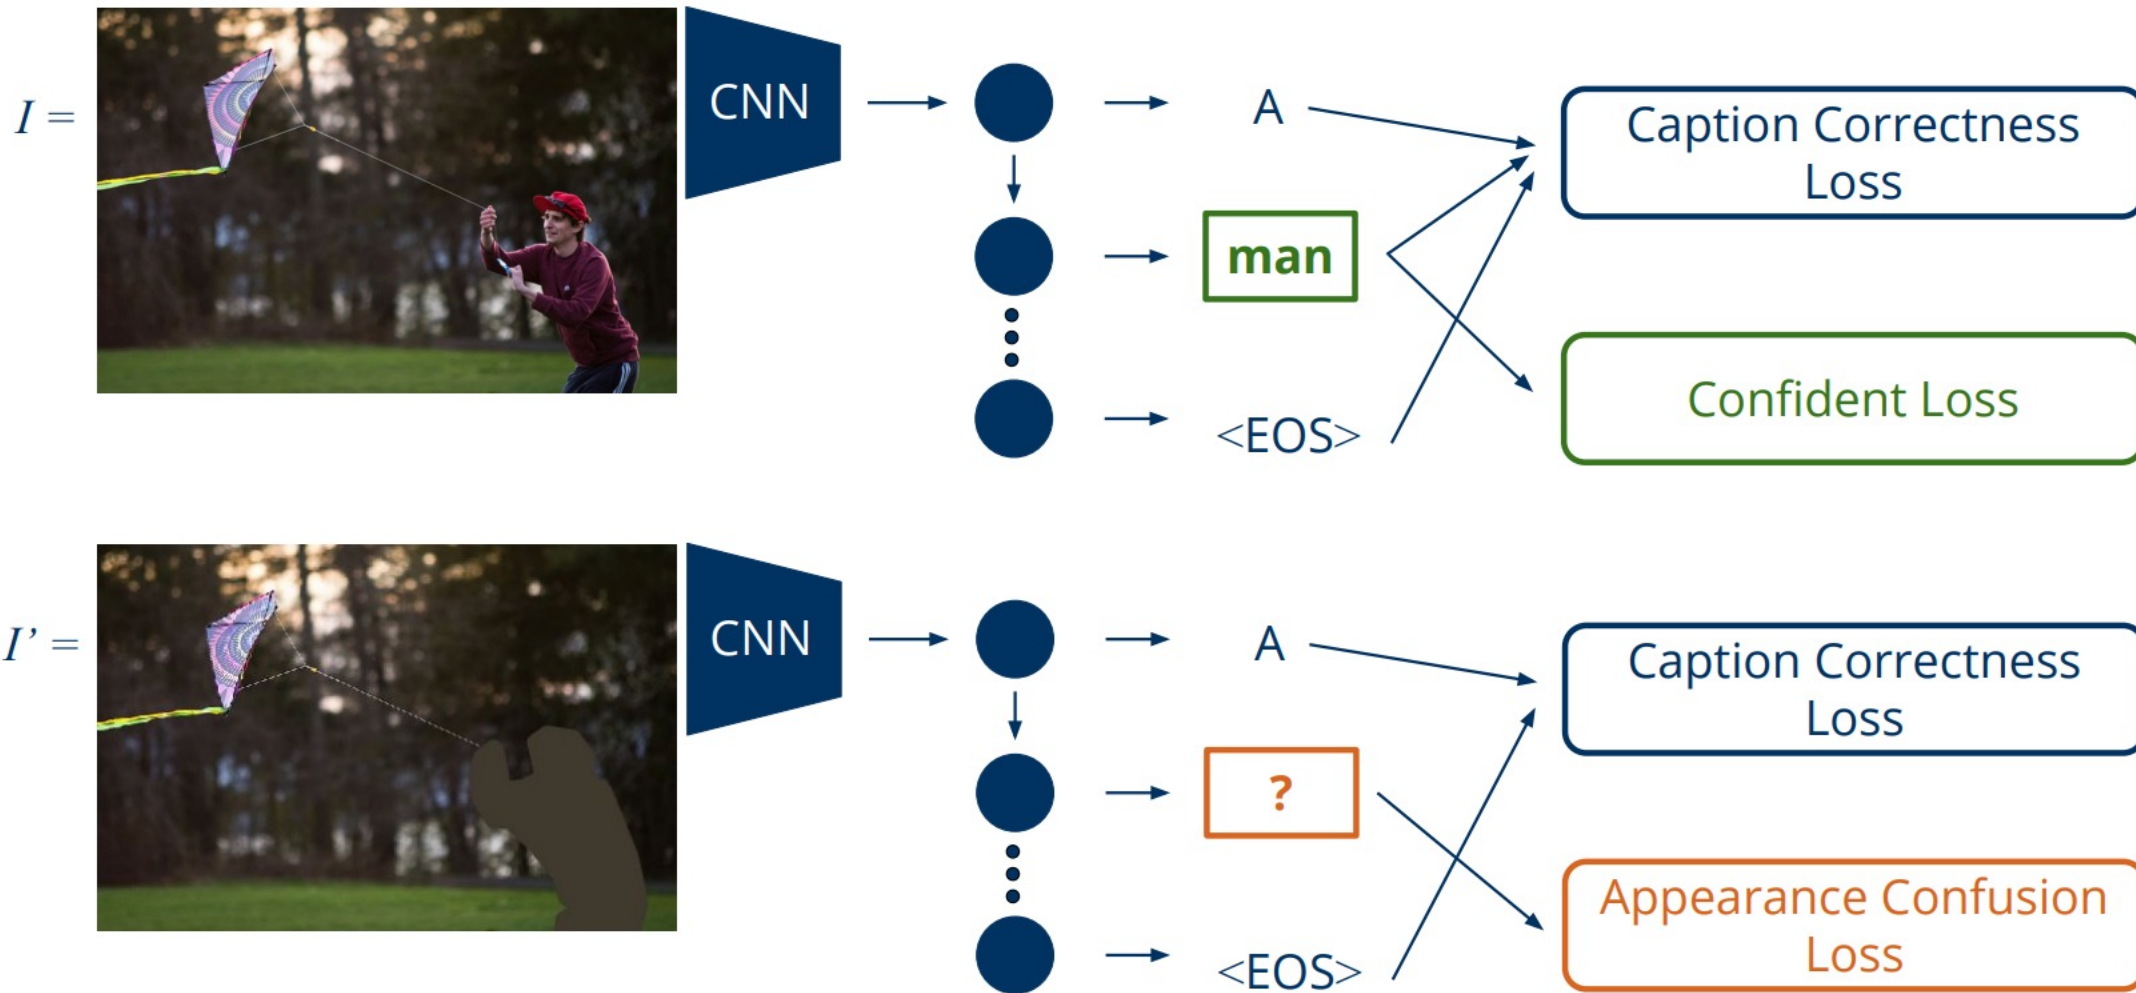 I =
CNN
A
man
<EOS>
Caption Correctness
Loss
Confident Loss
I’ =
CNN
A
?
<EOS>
Caption Correctness
Loss
Appearance Confusion
Loss